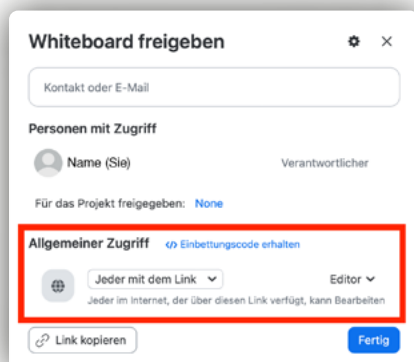 Whiteboard freigeben
Kontakt oder E-Mail
Personen mit Zugriff
Name (Sie) Verantwortlicher
Für das Projekt freigegeben: None
Allgemeiner Zugriff </> Einbettungscode erhalten
Jeder mit dem Link Editor
Jeder im Internet, der über diesen Link verfügt, kann Bearbeiten
Link kopieren Fertig